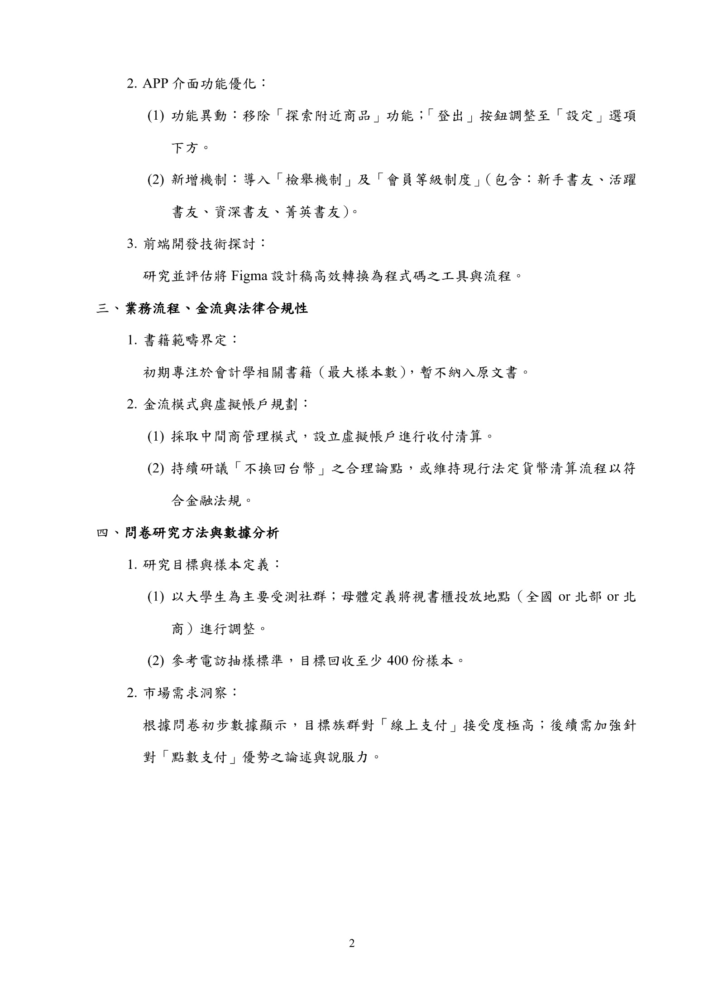 2. APP 介面功能優化：
(1) 功能異動：移除「探索附近商品」功能；「登出」按鈕調整至「設定」選項
下方。
(2) 新增機制：導入「檢舉機制」及「會員等級制度」（包含：新手書友、活躍
書友、資深書友、菁英書友）。
3. 前端開發技術探討：
研究並評估將 Figma 設計稿高效轉換為程式碼之工具與流程。
三、業務流程、金流與法律合規性
1. 書籍範疇界定：
初期專注於會計學相關書籍（最大樣本數），暫不納入原文書。
2. 金流模式與虛擬帳戶規劃：
(1) 採取中間商管理模式，設立虛擬帳戶進行收付清算。
(2) 持續研議「不換回台幣」之合理論點，或維持現行法定貨幣清算流程以符
合金融法規。
四、問卷研究方法與數據分析
1. 研究目標與樣本定義：
(1) 以大學生為主要受測社群；母體定義將視書櫃投放地點（全國 or 北部 or 北
商）進行調整。
(2) 參考電訪抽樣標準，目標回收至少 400 份樣本。
2. 市場需求洞察：
根據問卷初步數據顯示，目標族群對「線上支付」接受度極高；後續需加強針
對「點數支付」優勢之論述與說服力。
2